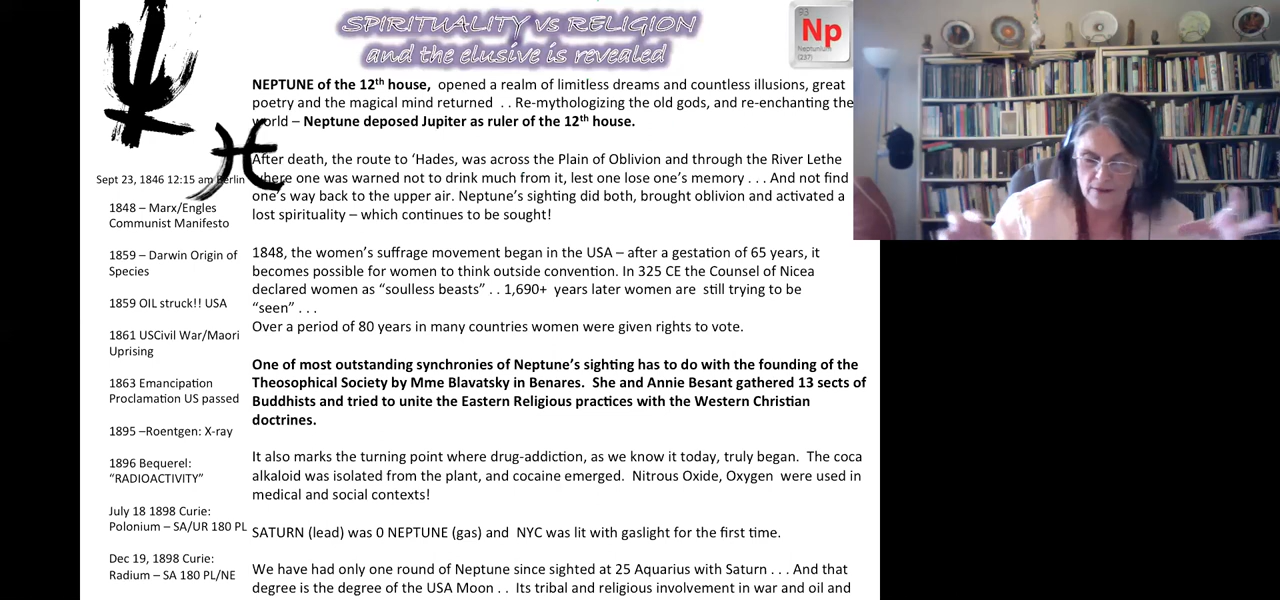 SPIRITUALITY VS RELIGION
and the elusive is revealed
93
Np
Neptunium
(237)
NEPTUNE of the 12th house, opened a realm of limitless dreams and countless illusions, great
poetry and the magical mind returned . . Re-mythologizing the old gods, and re-enchanting the
world – Neptune deposed Jupiter as ruler of the 12th house.
After death, the route to ‘Hades, was across the Plain of Oblivion and through the River Lethe
where one was warned not to drink much from it, lest one lose one’s memory . . . And not find
one’s way back to the upper air. Neptune’s sighting did both, brought oblivion and activated a
lost spirituality – which continues to be sought!
1848, the women’s suffrage movement began in the USA – after a gestation of 65 years, it
becomes possible for women to think outside convention. In 325 CE the Counsel of Nicea
declared women as “soulless beasts” . . 1,690+ years later women are still trying to be
“seen” . . .
Over a period of 80 years in many countries women were given rights to vote.
One of most outstanding synchronies of Neptune’s sighting has to do with the founding of the
Theosophical Society by Mme Blavatsky in Benares. She and Annie Besant gathered 13 sects of
Buddhists and tried to unite the Eastern Religious practices with the Western Christian
doctrines.
It also marks the turning point where drug-addiction, as we know it today, truly began. The coca
alkaloid was isolated from the plant, and cocaine emerged. Nitrous Oxide, Oxygen were used in
medical and social contexts!
SATURN (lead) was 0 NEPTUNE (gas) and NYC was lit with gaslight for the first time.
We have had only one round of Neptune since sighted at 25 Aquarius with Saturn . . . And that
degree is the degree of the USA Moon . . Its tribal and religious involvement in war and oil and
Sept 23, 1846 12:15 am Berlin
1848 – Marx/Engles
Communist Manifesto
1859 – Darwin Origin of
Species
1859 OIL struck!! USA
1861 USCivil War/Maori
Uprising
1863 Emancipation
Proclamation US passed
1895 –Roentgen: X-ray
1896 Bequerel:
“RADIOACTIVITY”
July 18 1898 Curie:
Polonium – SA/UR 180 PL
Dec 19, 1898 Curie:
Radium – SA 180 PL/NE